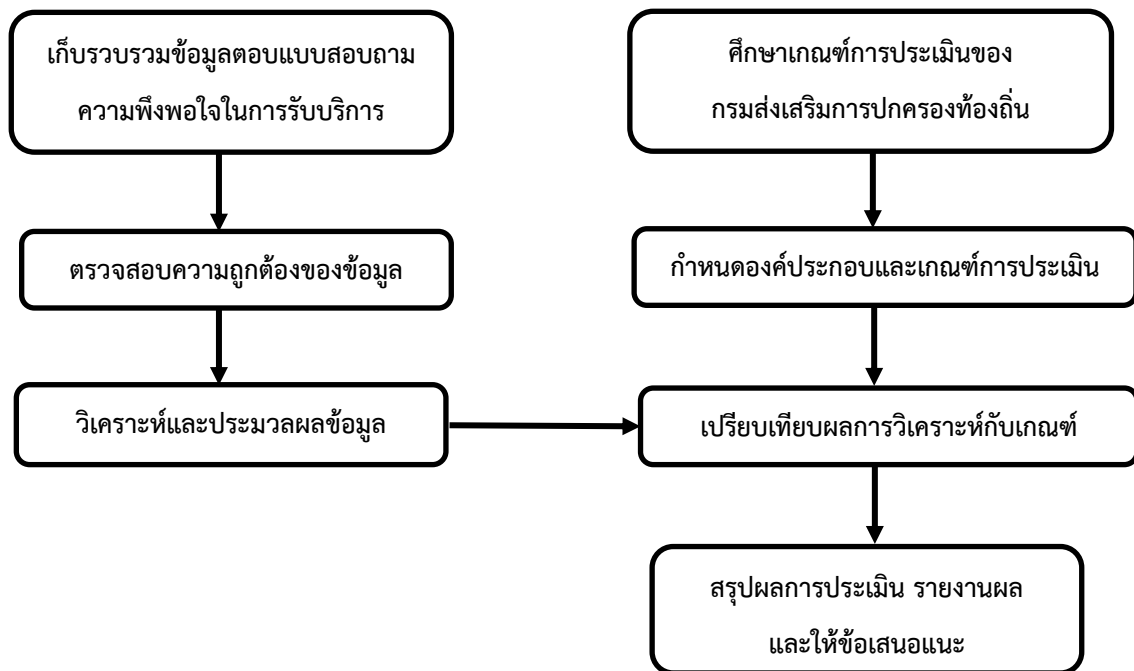 เก็บรวบรวมข้อมูลตอบแบบสอบถาม
ความพึงพอใจในการรับบริการ
ตรวจสอบความถูกต้องของข้อมูล
วิเคราะห์และประมวลผลข้อมูล
ศึกษาเกณฑ์การประเมินของ
กรมส่งเสริมการปกครองท้องถิ่น
กำหนดองค์ประกอบและเกณฑ์การประเมิน
เปรียบเทียบผลการวิเคราะห์กับเกณฑ์
สรุปผลการประเมิน รายงานผล
และให้ข้อเสนอแนะ